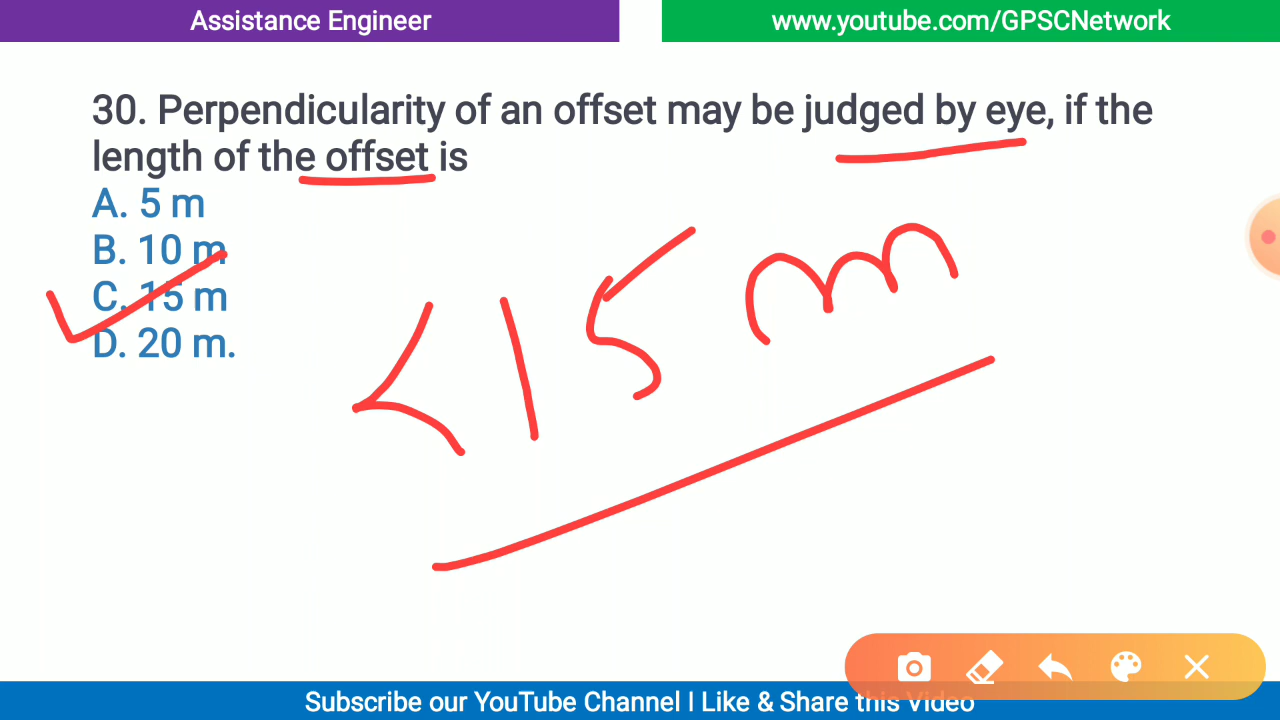 Assistance Engineer
www.youtube.com/GPSCNetwork
30. Perpendicularity of an offset may be judged by eye, if the
length of the offset is
A. 5 m
B. 10 m
C. 15 m
D. 20 m.
<15 m
Subscribe our YouTube Channel I Like & Share this Video